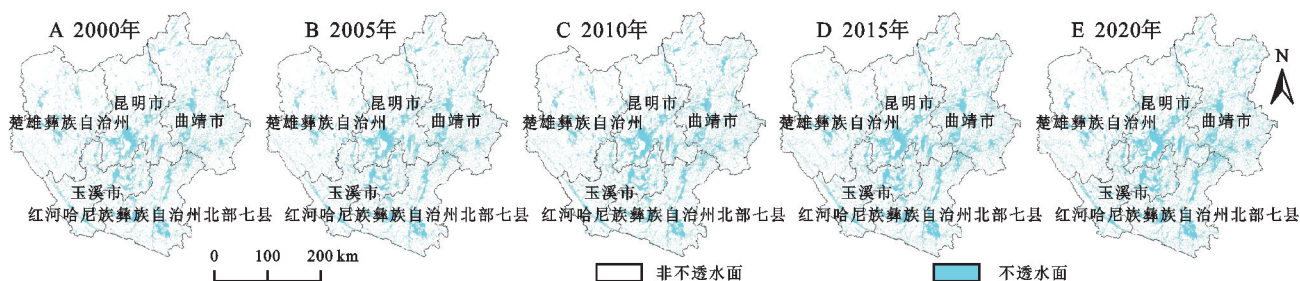 A 2000年
B 2005年
C 2010年
D 2015年
E 2020年
N
昆明市
昆明市
昆明市
昆明市
昆明市
楚雄彝族自治州
曲靖市
楚雄彝族自治州
曲靖市
楚雄彝族自治州
曲靖市
楚雄彝族自治州
曲靖市
楚雄彝族自治州
曲靖市
玉溪市
玉溪市
玉溪市
玉溪市
玉溪市
红河哈尼族彝族自治州北部七县
红河哈尼族彝族自治州北部七县
红河哈尼族彝族自治州北部七县
红河哈尼族彝族自治州北部七县
红河哈尼族彝族自治州北部七县
0 100 200 km
非不透水面
不透水面